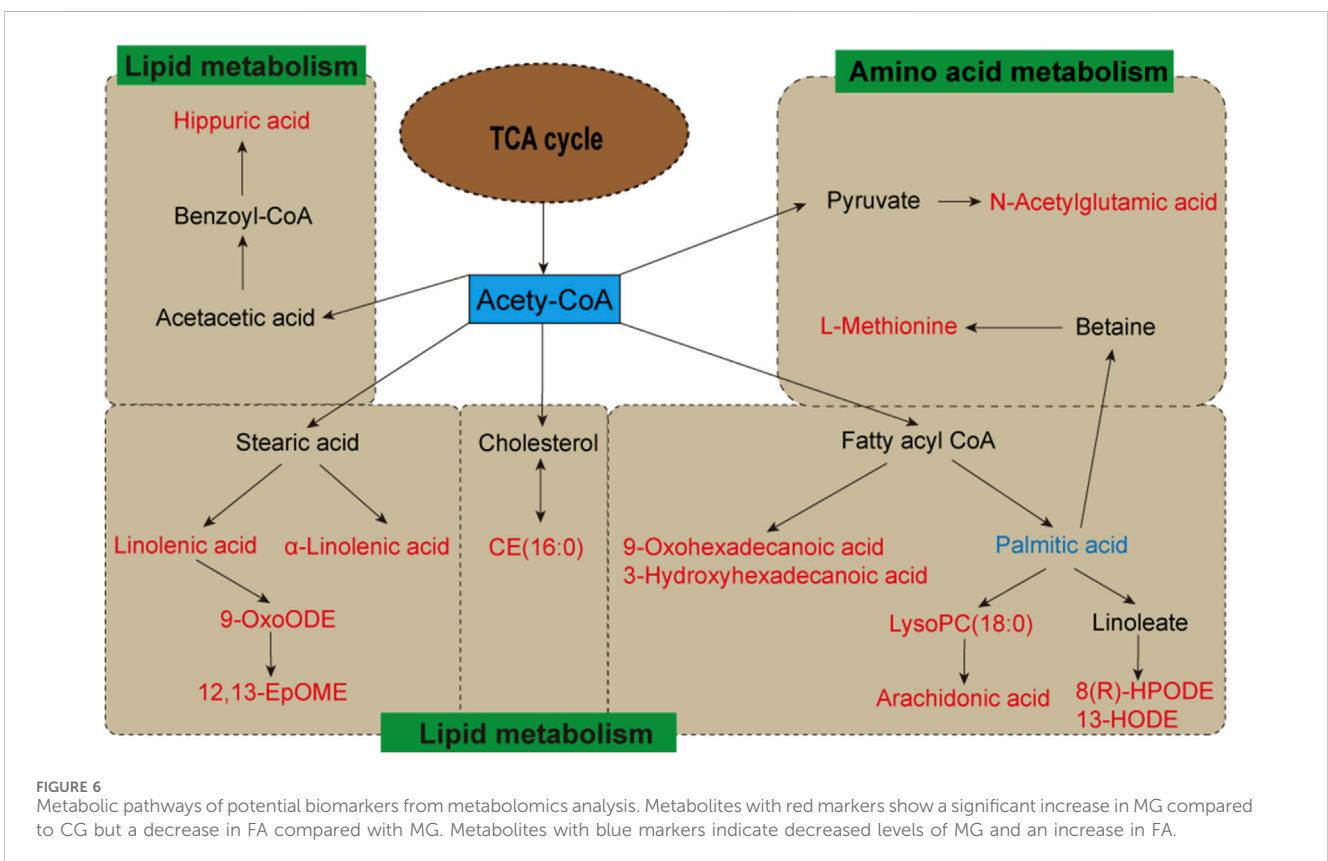 Lipid metabolism
Hippuric acid
Benzoyl-CoA
Acetacetic acid
TCA cycle
Acety-CoA
Amino acid metabolism
Pyruvate
N-Acetylglutamic acid
L-Methionine
Betaine
Stearic acid
Linolenic acid
α-Linolenic acid
9-OxoODE
12,13-EpOME
Cholesterol
CE(16:0)
Fatty acyl CoA
9-Oxohexadecanoic acid
3-Hydroxyhexadecanoic acid
Palmitic acid
LysoPC(18:0)
Linoleate
Arachidonic acid
8(R)-HPODE
13-HODE
Lipid metabolism
FIGURE 6
Metabolic pathways of potential biomarkers from metabolomics analysis. Metabolites with red markers show a significant increase in MG compared
to CG but a decrease in FA compared with MG. Metabolites with blue markers indicate decreased levels of MG and an increase in FA.